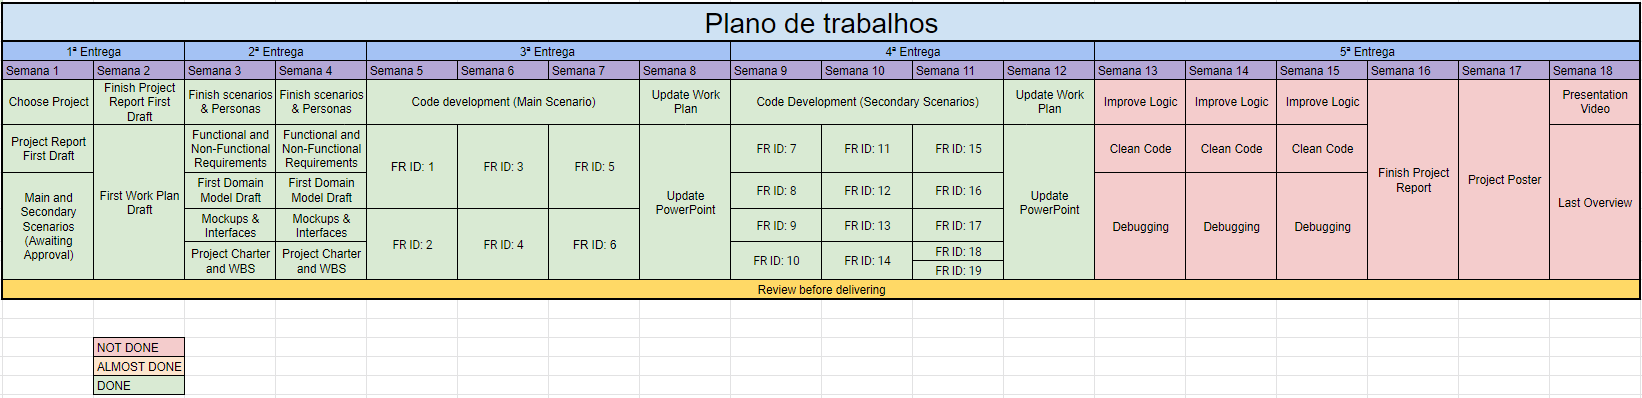 Plano de trabalhos
1ª Entrega 2ª Entrega 3ª Entrega 4ª Entrega 5ª Entrega
Semana 1 Semana 2 Semana 3 Semana 4 Semana 5 Semana 6 Semana 7 Semana 8 Semana 9 Semana 10 Semana 11 Semana 12 Semana 13 Semana 14 Semana 15 Semana 16 Semana 17 Semana 18
Choose Project
Finish Project
Report First
Draft
Finish scenarios
& Personas
Finish scenarios
& Personas
Code development (Main Scenario)
Update Work
Plan
Code Development (Secondary Scenarios)
Update Work
Plan
Improve Logic
Improve Logic
Improve Logic
Presentation
Video
Project Report
First Draft
Functional and
Non-Functional
Requirements
Functional and
Non-Functional
Requirements
FR ID: 1
FR ID: 3
FR ID: 5
FR ID: 7
FR ID: 11
FR ID: 15
Clean Code
Clean Code
Clean Code
Main and
Secondary
Scenarios
(Awaiting
Approval)
First Work Plan
Draft
First Domain
Model Draft
First Domain
Model Draft
Update
PowerPoint
FR ID: 8
FR ID: 12
FR ID: 16
Update
PowerPoint
Finish Project
Report
Project Poster
Last Overview
Mockups &
Interfaces
Mockups &
Interfaces
FR ID: 2
FR ID: 4
FR ID: 6
FR ID: 9
FR ID: 13
FR ID: 17
Debugging
Debugging
Debugging
Project Charter
and WBS
Project Charter
and WBS
FR ID: 10
FR ID: 14
FR ID: 18
FR ID: 19
Review before delivering
NOT DONE
ALMOST DONE
DONE